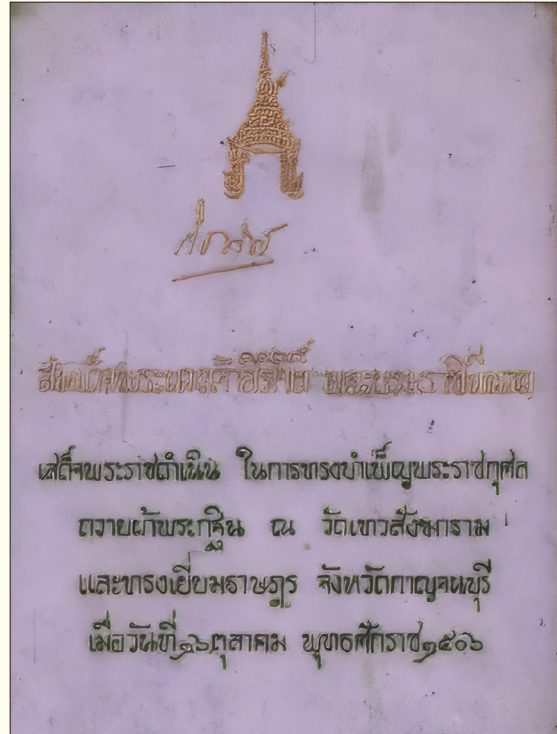 สมเด็จพระนางเจ้าสิริกิติ์ พระบรมราชินีนาถ
เสด็จพระราชดำเนิน ในการทรงบำเพ็ญพระราชกุศล
ถวายผ้าพระกฐิน ณ วัดเทวสังฆาราม
และทรงเยี่ยมราษฎร จังหวัดกาญจนบุรี
เมื่อวันที่๑๖ตุลาคม พุทธศักราช๒๕๐๖